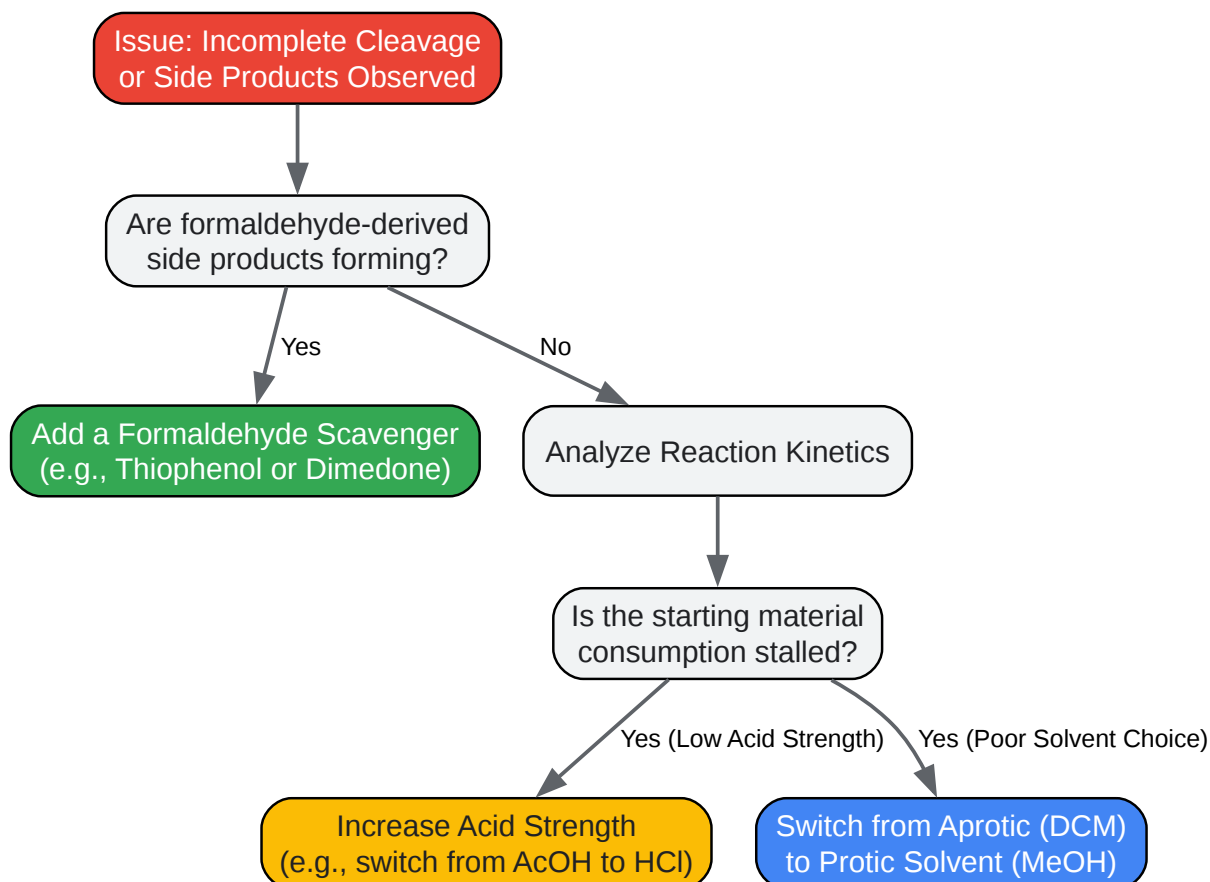 Issue: Incomplete Cleavage
or Side Products Observed
Are formaldehyde-derived
side products forming?
Yes
No
Add a Formaldehyde Scavenger
(e.g., Thiophenol or Dimedone)
Analyze Reaction Kinetics
Is the starting material
consumption stalled?
Yes (Low Acid Strength)
Yes (Poor Solvent Choice)
Increase Acid Strength
(e.g., switch from AcOH to HCl)
Switch from Aprotic (DCM)
to Protic Solvent (MeOH)